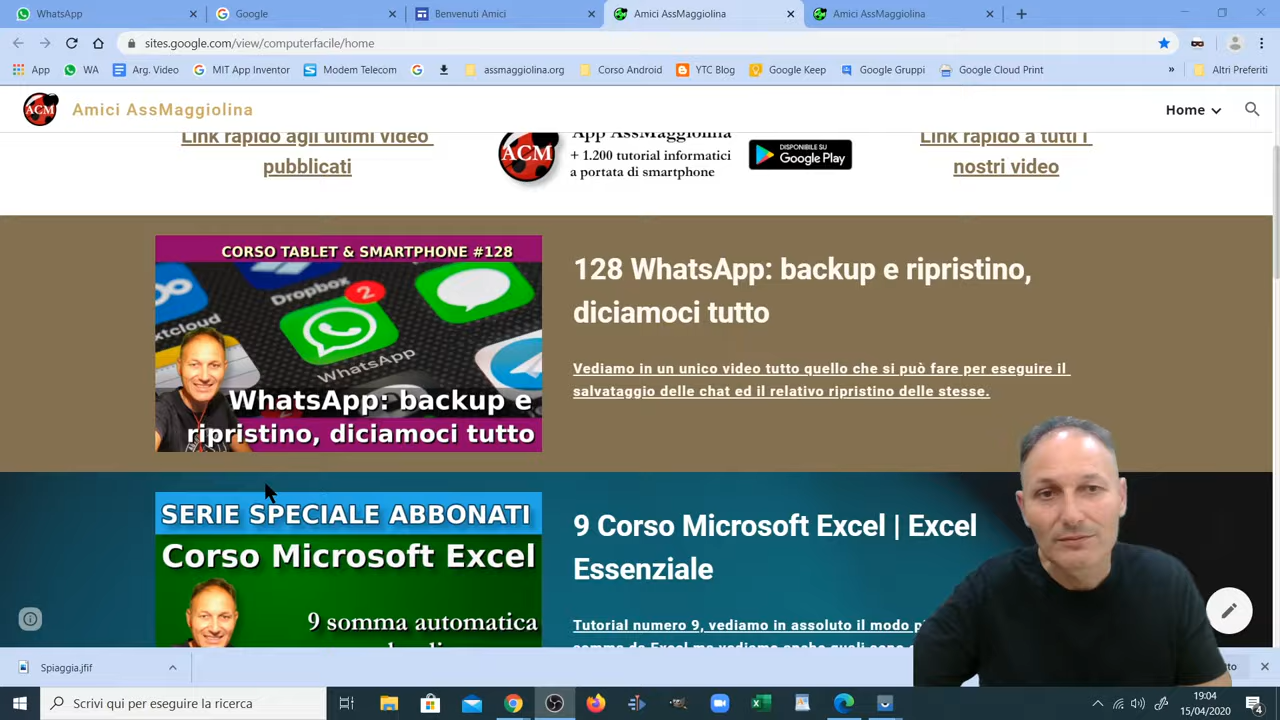 WhatsApp
Google
Benvenuti Amici
Amici AssMaggiolina
Amici AssMaggiolina
sites.google.com/view/computerfacile/home
App
WA
Arg. Video
MIT App Inventor
Modem Telecom
assmaggiolina.org
Corso Android
YTC Blog
Google Keep
Google Gruppi
Google Cloud Print
»
Altri Preferiti
ACM
Amici AssMaggiolina
Home
Link rapido agli ultimi video
pubblicati
ACM
App AssMaggiolina
+ 1.200 tutorial informatici
a portata di smartphone
DISPONIBILE SU
Google Play
Link rapido a tutti i
nostri video
CORSO TABLET & SMARTPHONE #128
Dropbox
2
WhatsApp
WhatsApp: backup e
ripristino, diciamoci tutto
128 WhatsApp: backup e ripristino,
diciamoci tutto
Vediamo in un unico video tutto quello che si può fare per eseguire il
salvataggio delle chat ed il relativo ripristino delle stesse.
SERIE SPECIALE ABBONATI
Corso Microsoft Excel
9 somma automatica
9 Corso Microsoft Excel | Excel
Essenziale
Tutorial numero 9, vediamo in assoluto il modo
Spiaggia.jfif
Scrivi qui per eseguire la ricerca
19:04
15/04/2020
4